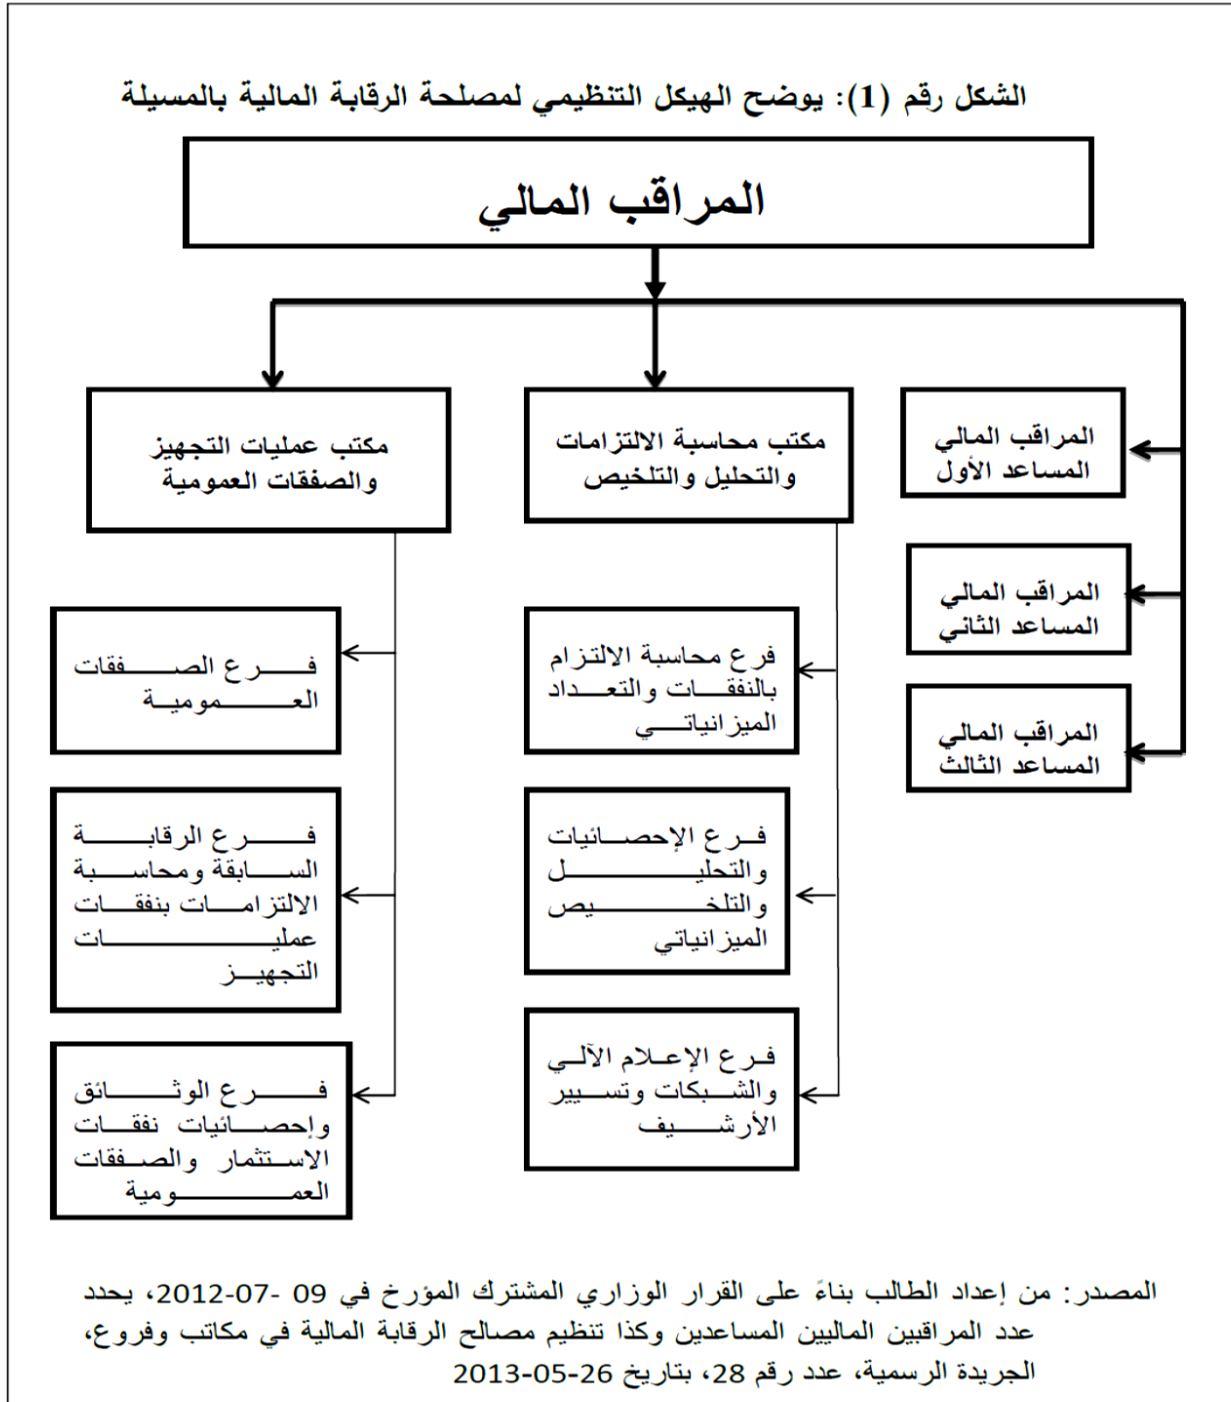 الشكل رقم (1): يوضح الهيكل التنظيمي لمصلحة الرقابة المالية بالمسيلة
المراقب المالي
المراقب المالي
المساعد الأول
المراقب المالي
المساعد الثاني
المراقب المالي
المساعد الثالث
مكتب محاسبة الالتزامات
والتحليل والتلخيص
فرع محاسبة الالتزام
بالنفقات والتعداد
الميزانياتي
فرع الإحصائيات
والتحليل
والتلخيص
الميزانياتي
فرع الإعلام الآلي
والشبكات وتسيير
الأرشيف
مكتب عمليات التجهيز
والصفقات العمومية
فرع الصفقات
العمومية
فرع الرقابة
السابقة ومحاسبة
الالتزامات بنفقات
عمليات
التجهيز
فرع الوثائق
وإحصائيات نفقات
الاستثمار والصفقات
العمومية
المصدر: من إعداد الطالب بناءً على القرار الوزاري المشترك المؤرخ في 09 -07-2012، يحدد
عدد المراقبين الماليين المساعدين وكذا تنظيم مصالح الرقابة المالية في مكاتب وفروع،
الجريدة الرسمية، عدد رقم 28، بتاريخ 26-05-2013